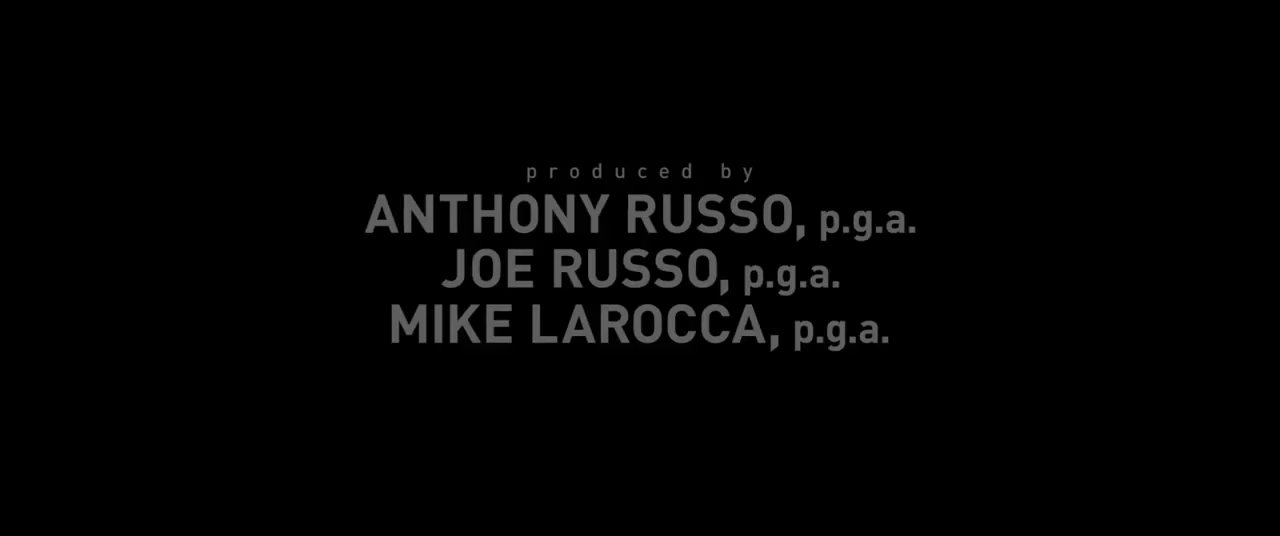 produced by
ANTHONY RUSSO, p.g.a.
JOE RUSSO, p.g.a.
MIKE LAROCCA, p.g.a.